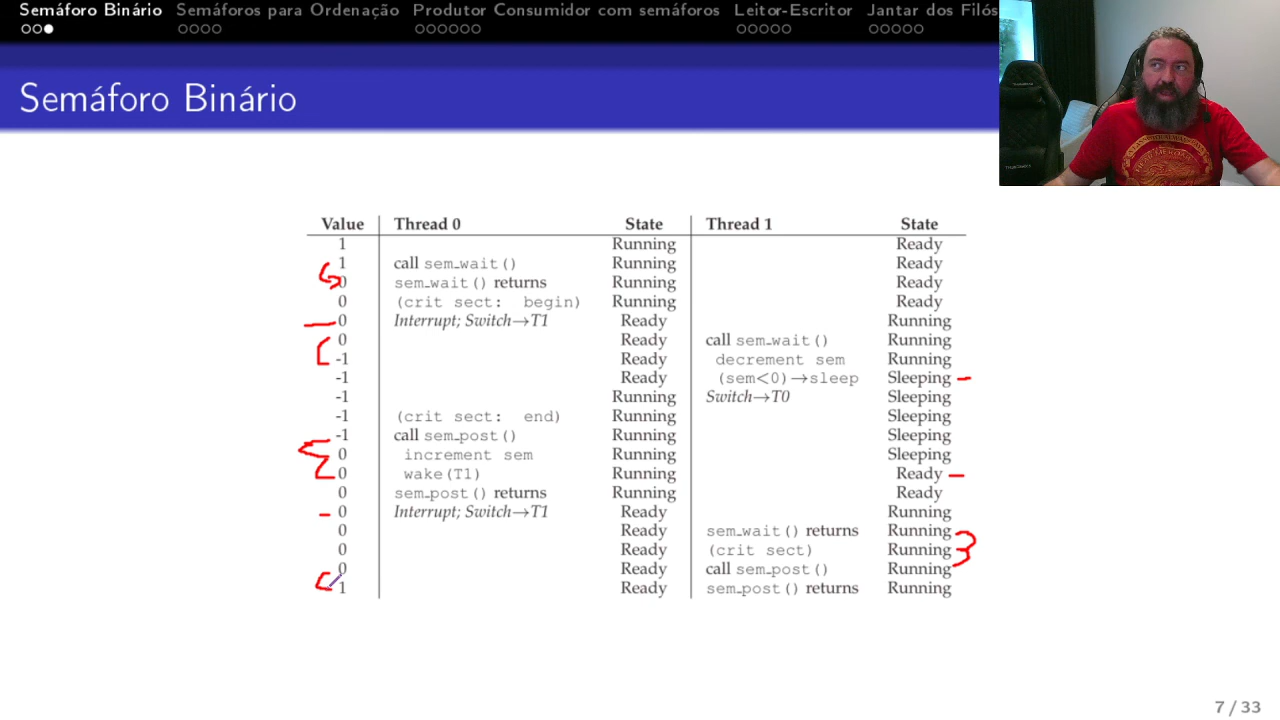 Semáforo Binário Semáforos para Ordenação Produtor Consumidor com semáforos Leitor-Escritor Jantar dos Filós
Semáforo Binário
Value Thread 0 State Thread 1 State
1 Running Ready
1 call sem_wait() Running Ready
0 sem_wait() returns Running Ready
0 (crit sect: begin) Running Ready
0 Interrupt; Switch→T1 Ready Running
0 Ready call sem_wait() Running
-1 Ready decrement sem Running
-1 Ready (sem<0)→sleep Sleeping
-1 Running Switch→T0 Sleeping
-1 (crit sect: end) Running Sleeping
-1 call sem_post() Running Sleeping
0 increment sem Running Sleeping
0 wake(T1) Running Ready
0 sem_post() returns Running Ready
0 Interrupt; Switch→T1 Ready Running
0 Ready sem_wait() returns Running
0 Ready (crit sect) Running
0 Ready call sem_post() Running
1 Ready sem_post() returns Running
7 / 33